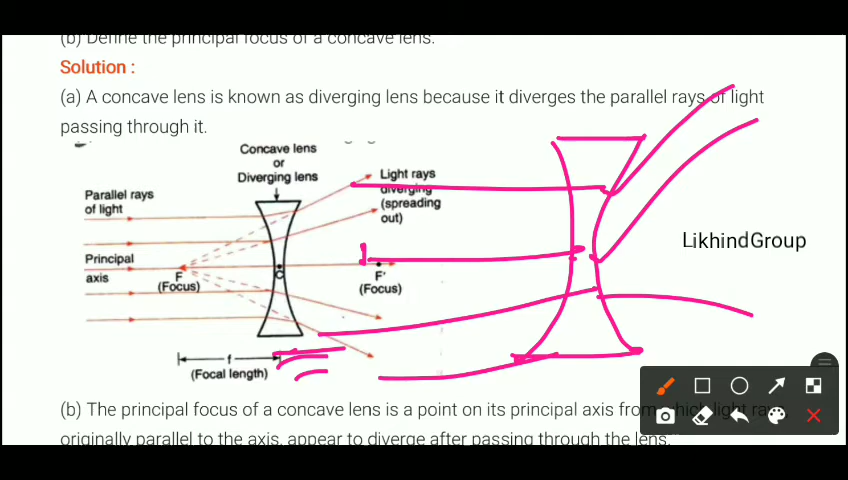 (b) Define the principal focus of a concave lens.
Solution :
(a) A concave lens is known as diverging lens because it diverges the parallel rays of light
passing through it.
Concave lens
or
Diverging lens
Light rays
diverging
(spreading
out)
Parallel rays
of light
LikhindGroup
Principal
axis
F
(Focus)
C
F'
(Focus)
f
(Focal length)
(b) The principal focus of a concave lens is a point on its principal axis from which light rays,
originally parallel to the axis, appear to diverge after passing through the lens.